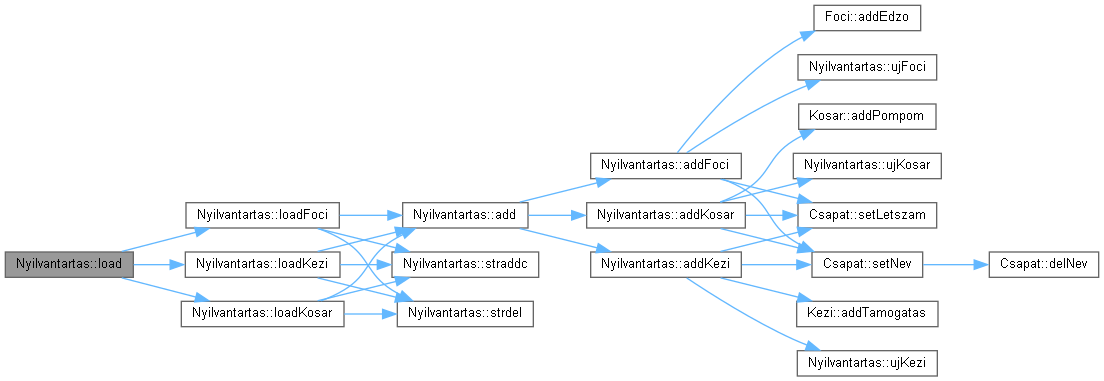 Foci::addEdzo
Nyilvantartas::ujFoci
Kosar::addPompom
Nyilvantartas::addFoci
Nyilvantartas::ujKosar
Nyilvantartas::loadFoci
Nyilvantartas::add
Nyilvantartas::addKosar
Csapat::setLetszam
Nyilvantartas::load
Nyilvantartas::loadKezi
Nyilvantartas::straddc
Nyilvantartas::addKezi
Csapat::setNev
Csapat::delNev
Nyilvantartas::loadKosar
Nyilvantartas::strdel
Kezi::addTamogatas
Nyilvantartas::ujKezi